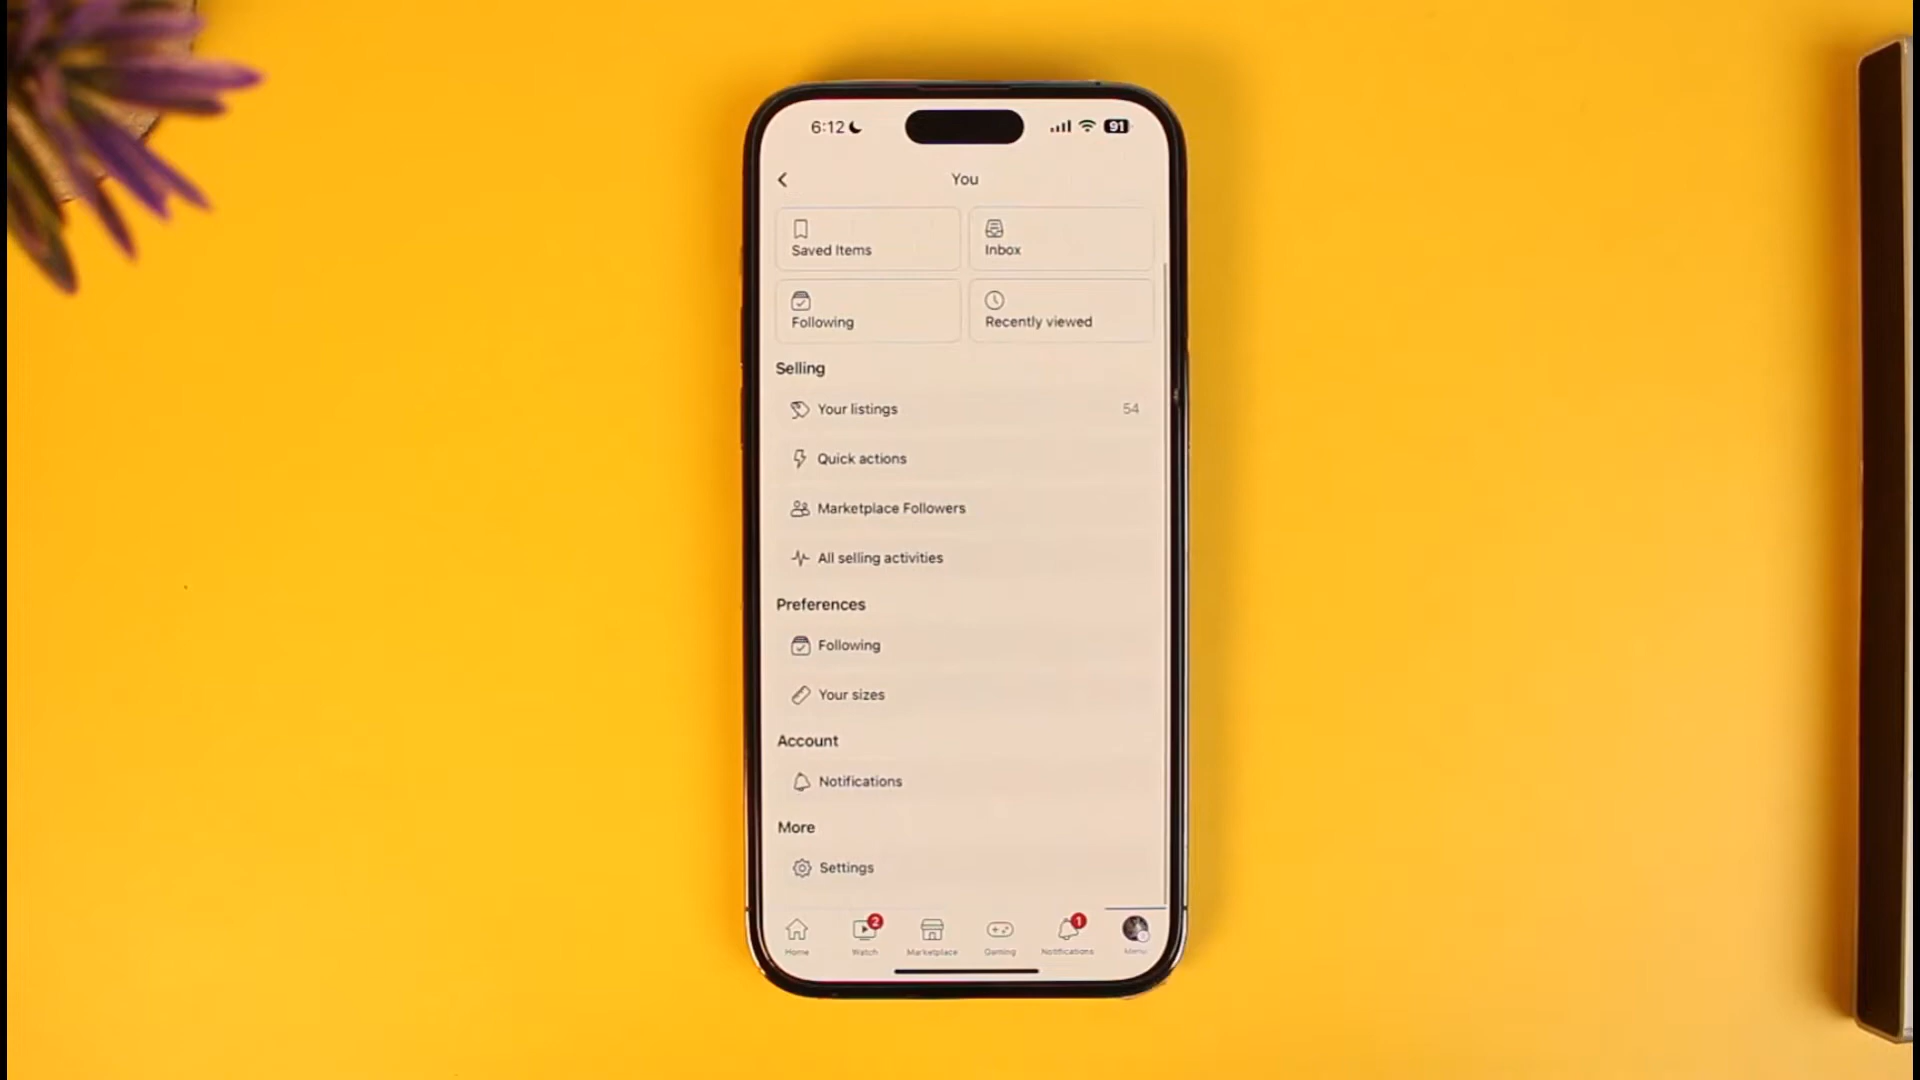 6:12 91
You
Saved Items Inbox
Following Recently viewed
Selling
Your listings 54
Quick actions
Marketplace Followers
All selling activities
Preferences
Following
Your sizes
Account
Notifications
More
Settings
2 1
Home Watch Marketplace Gaming Notifications Menu